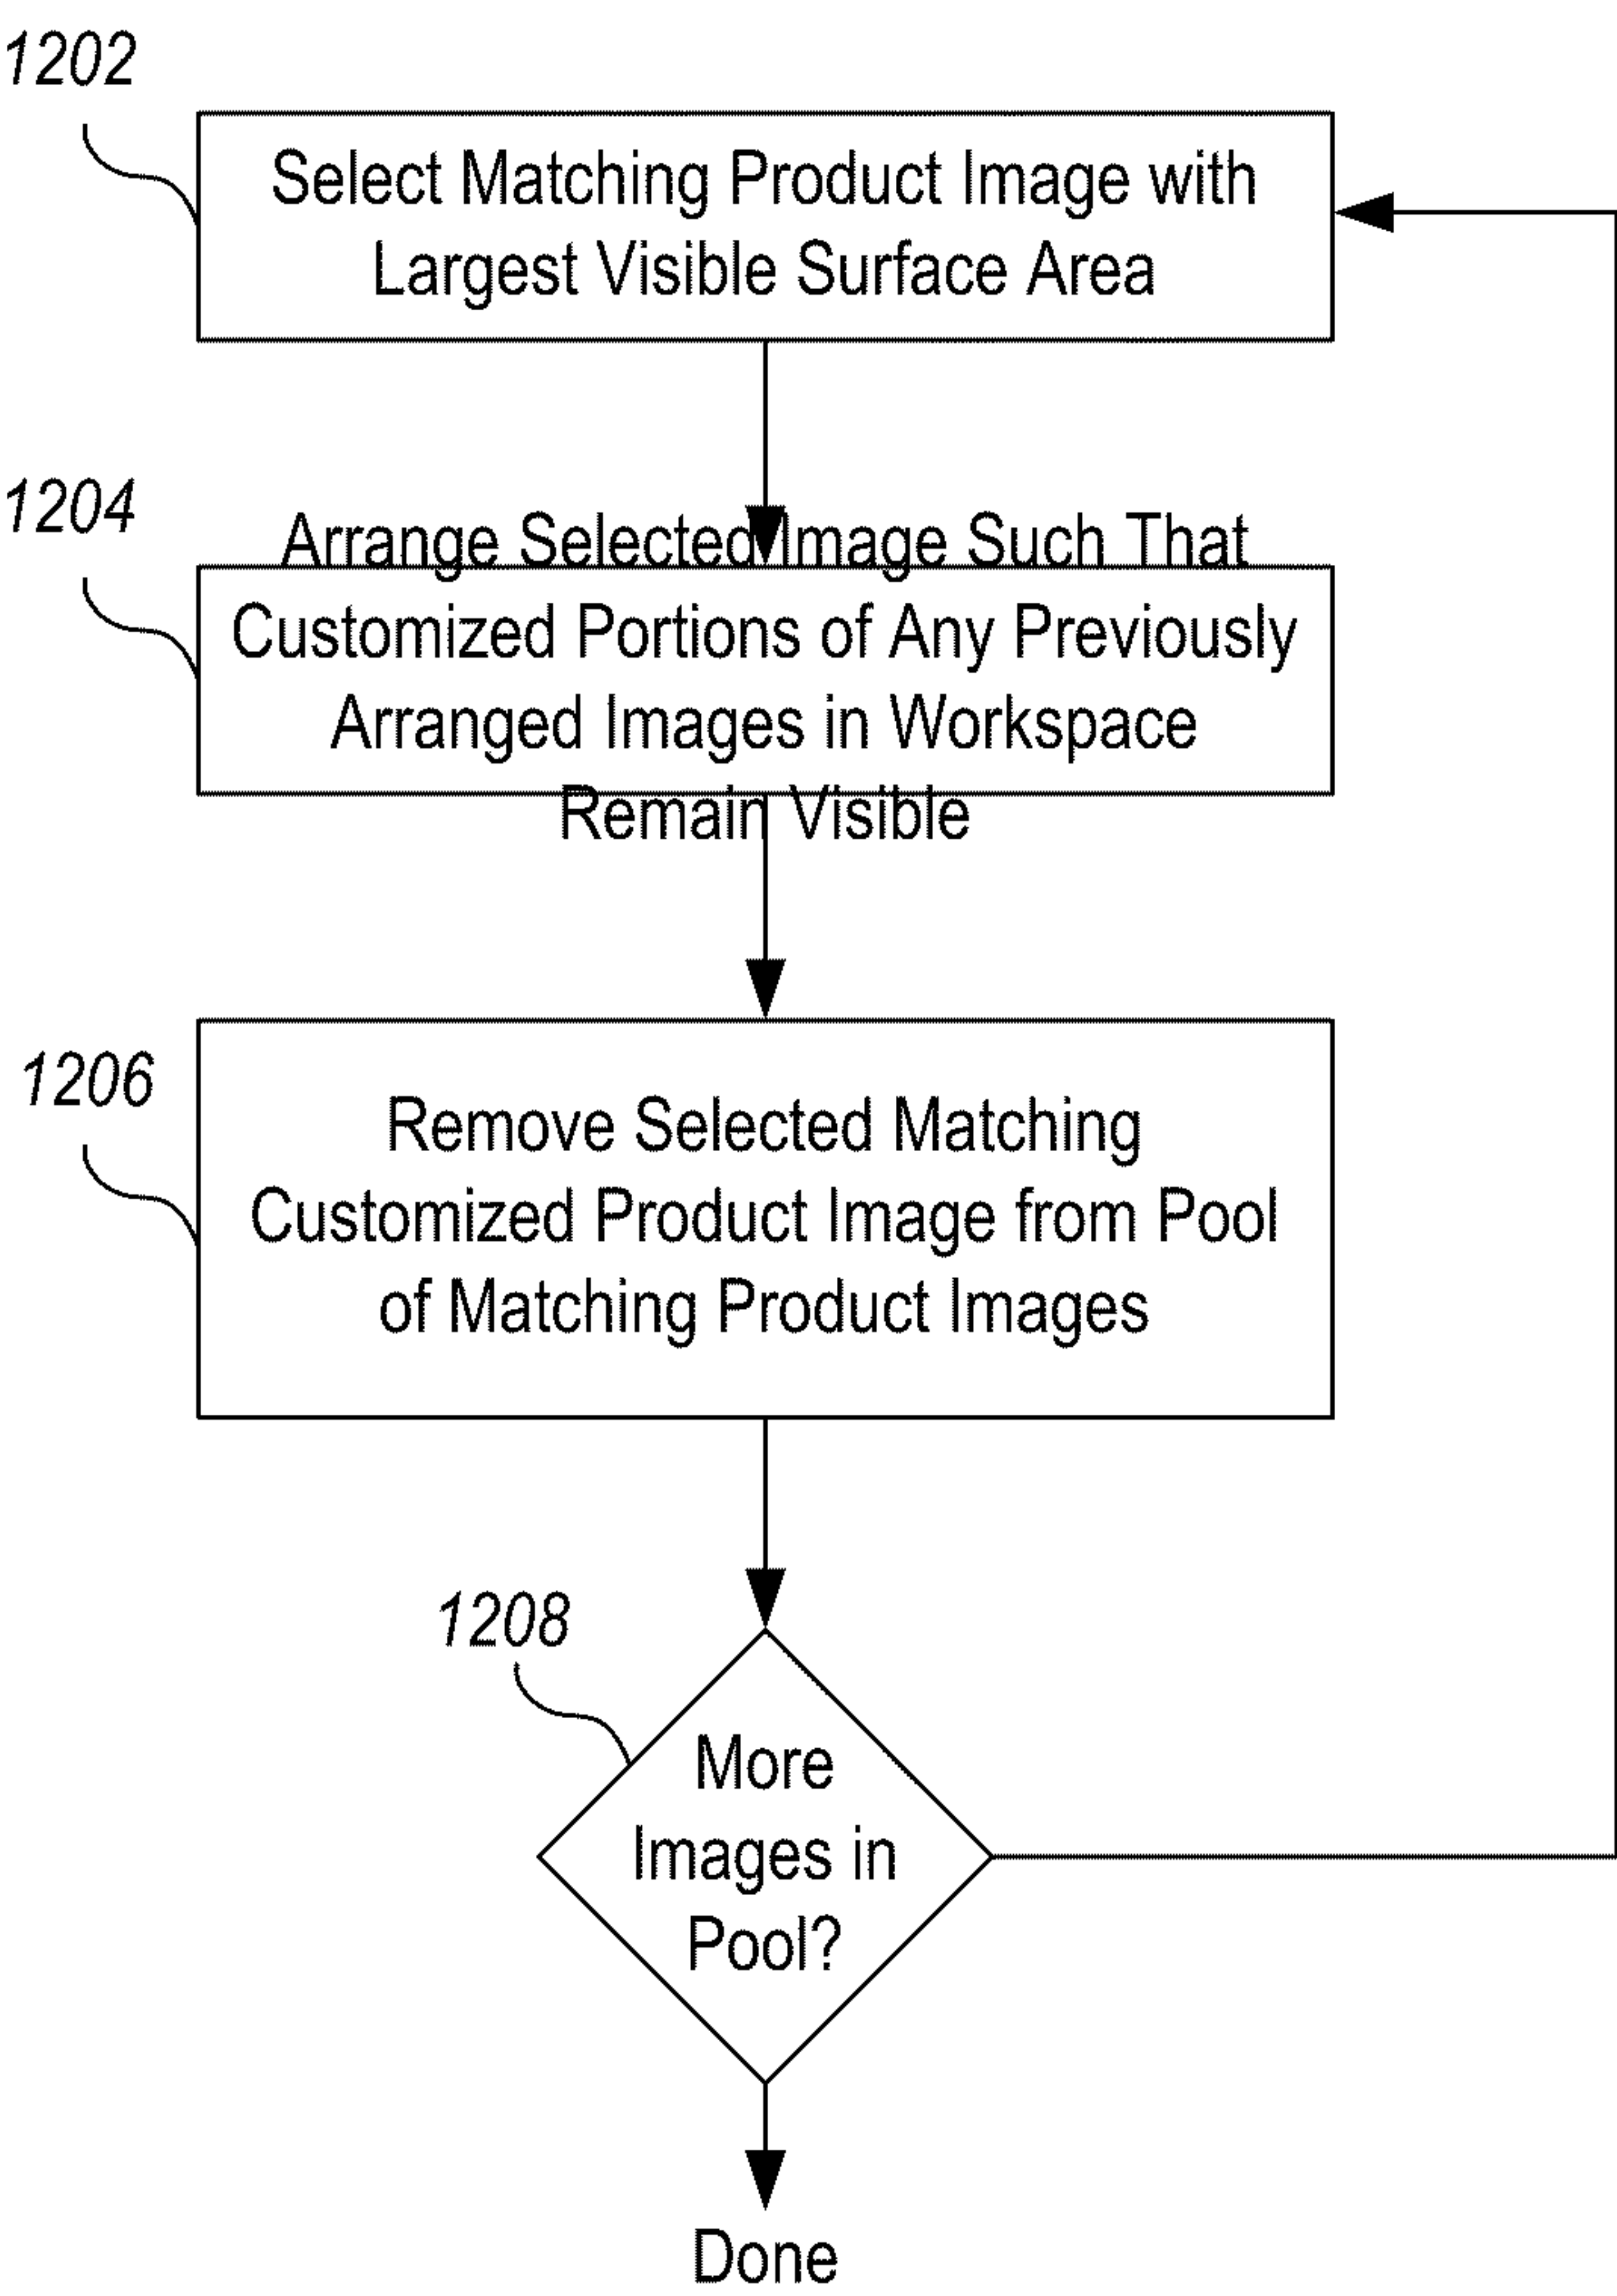 1202
Select Matching Product Image with
Largest Visible Surface Area
1204
Arrange Selected Image Such That
Customized Portions of Any Previously
Arranged Images in Workspace
Remain Visible
1206
Remove Selected Matching
Customized Product Image from Pool
of Matching Product Images
1208
More
Images in
Pool?
Done